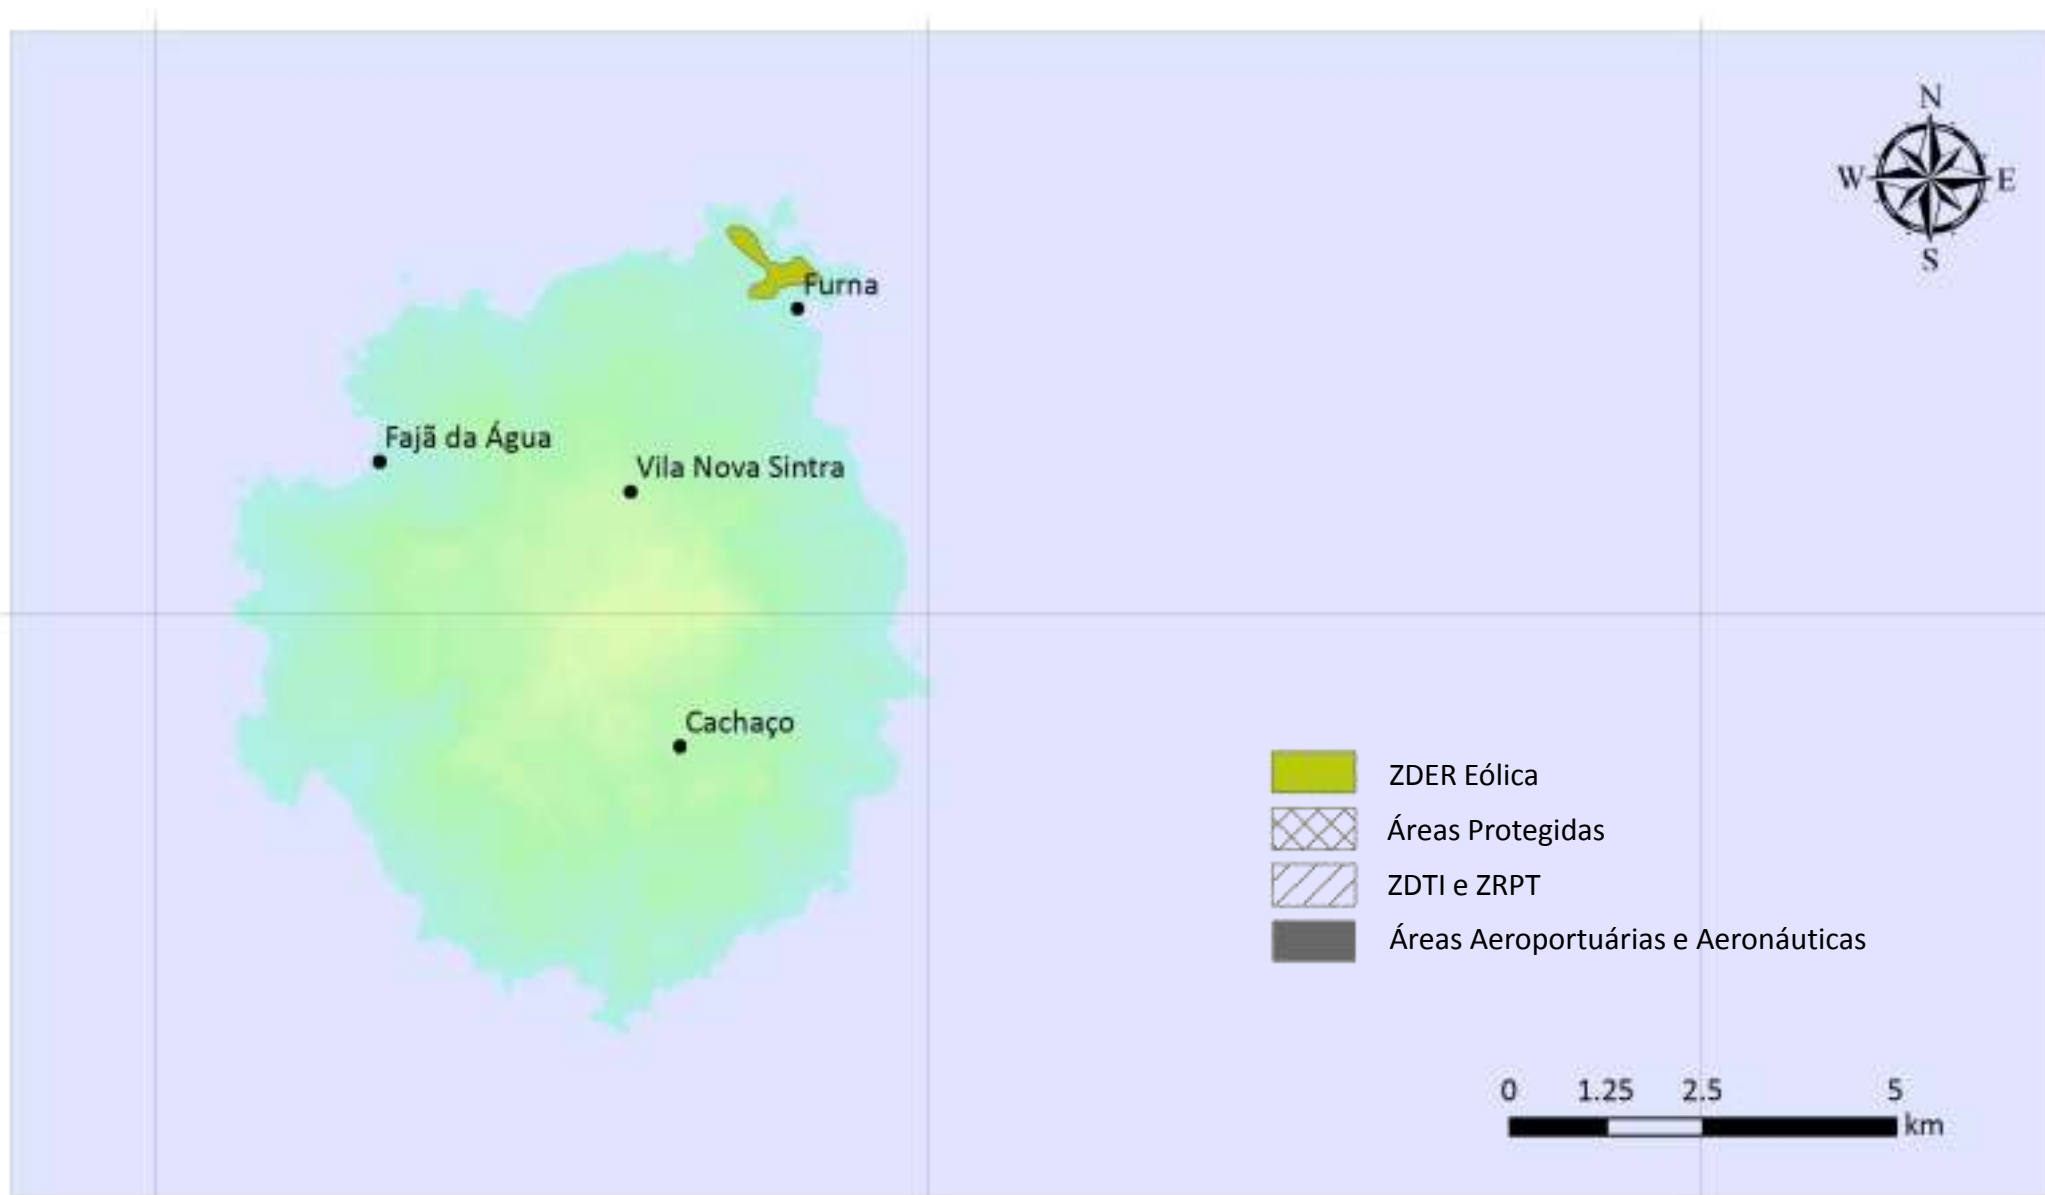 N
W E
S
Furna
Fajã da Água
Vila Nova Sintra
Cachaço
ZDER Eólica
Áreas Protegidas
ZDTI e ZRPT
Áreas Aeroportuárias e Aeronáuticas
0 1.25 2.5 5
km